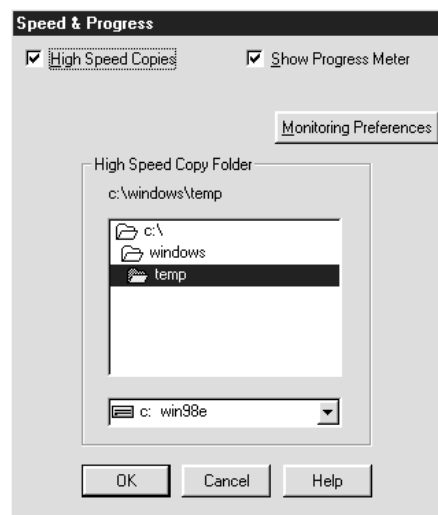 Speed & Progress
High Speed Copies
Show Progress Meter
Monitoring Preferences
High Speed Copy Folder
c:\windows\temp
c:\
windows
temp
c: win98e
OK
Cancel
Help